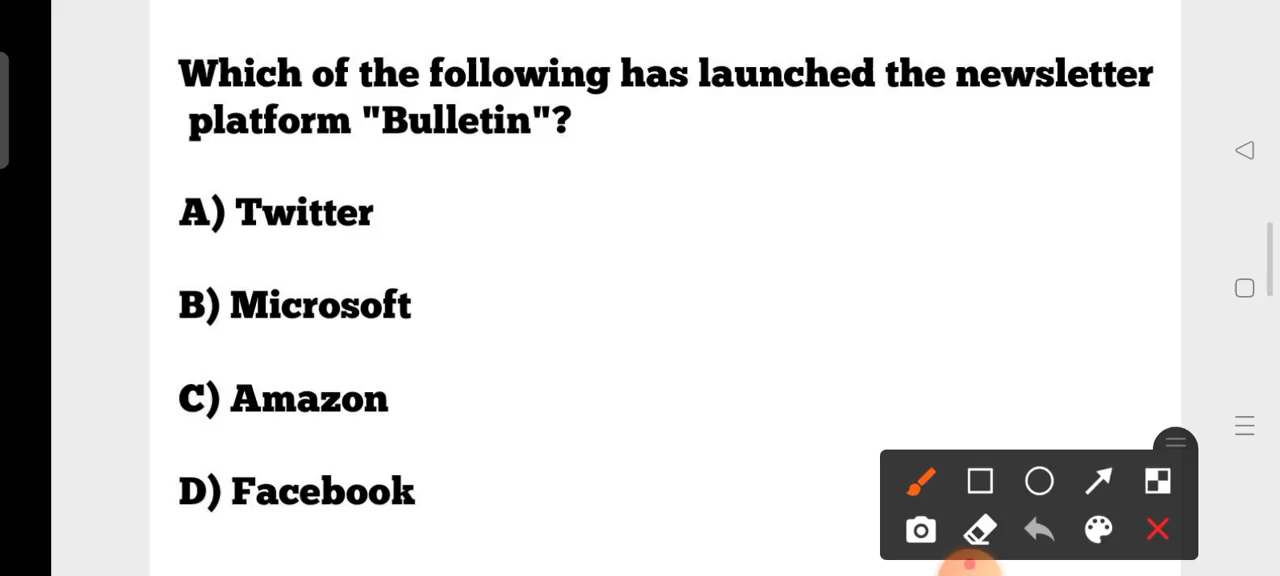 Which of the following has launched the newsletter
platform "Bulletin"?
A) Twitter
B) Microsoft
C) Amazon
D) Facebook